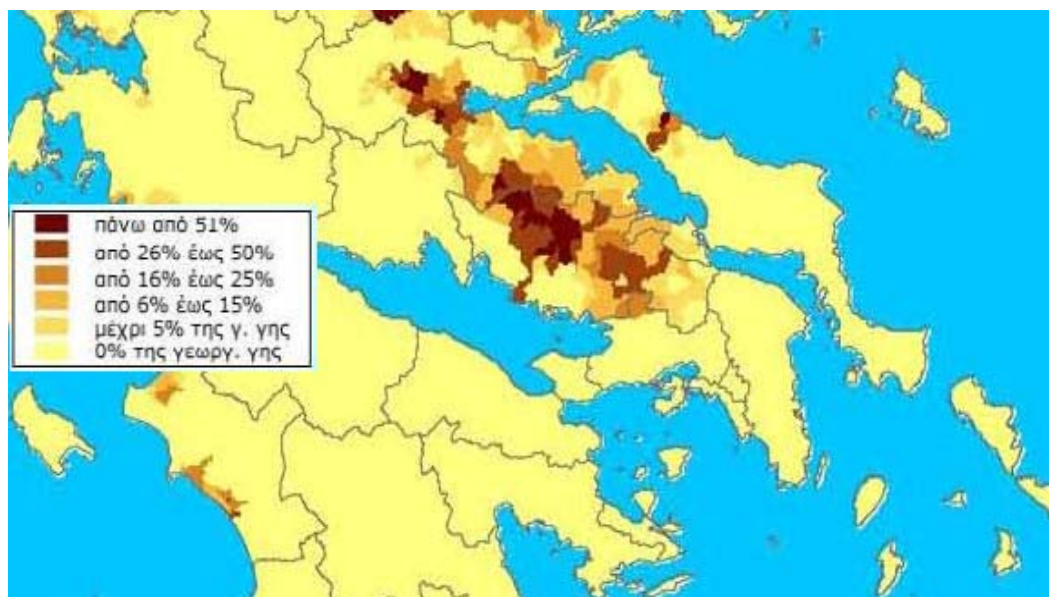 πάνω από 51%
από 26% έως 50%
από 16% έως 25%
από 6% έως 15%
μέχρι 5% της γ. γης
0% της γεωργ. γης